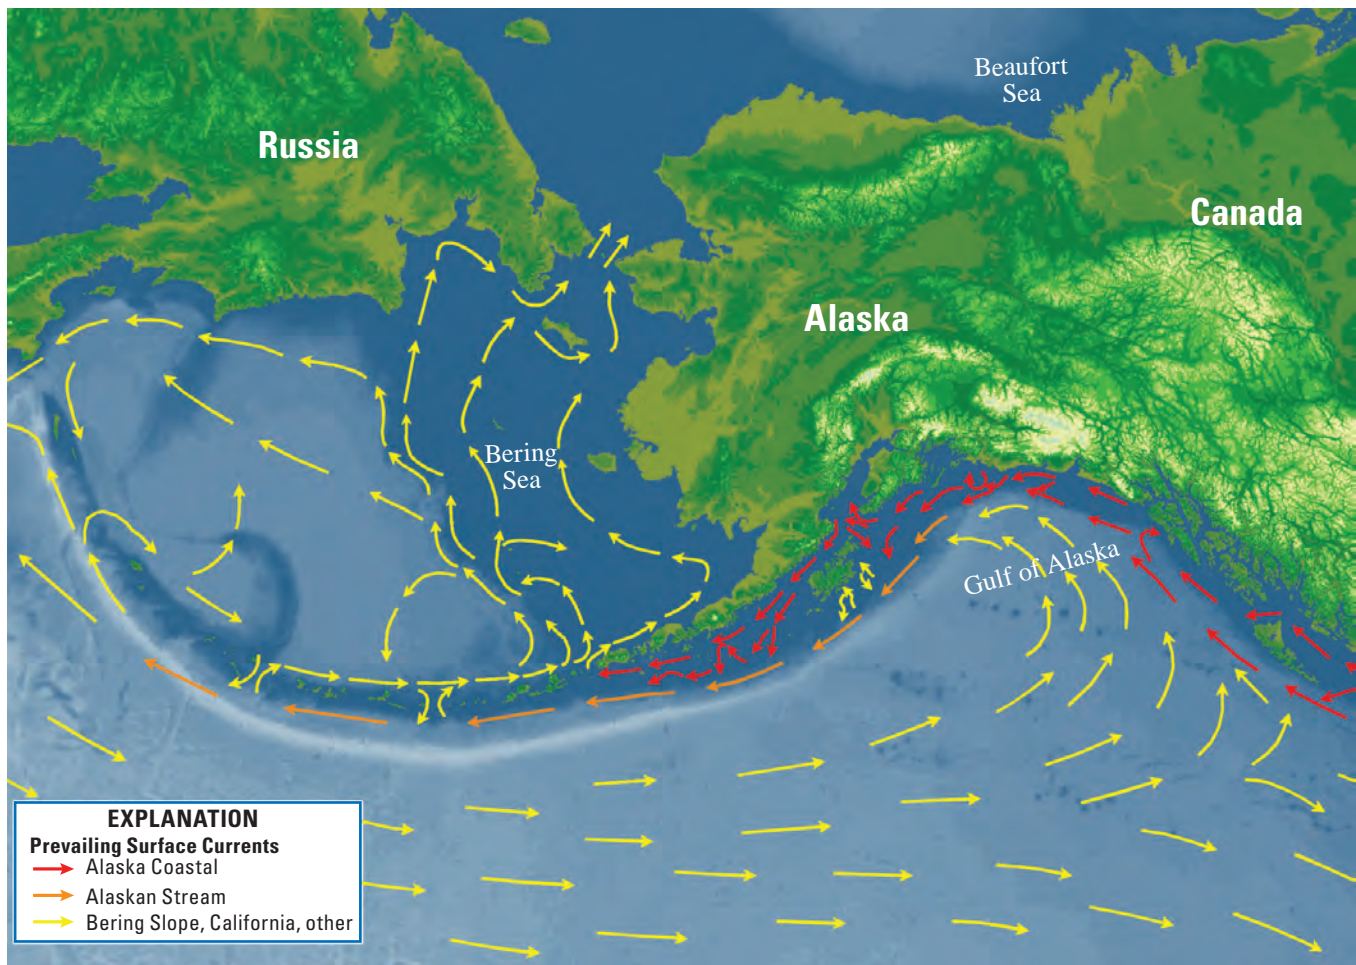 Beaufort
Sea
Russia
Canada
Alaska
Bering
Sea
Gulf of Alaska
EXPLANATION
Prevailing Surface Currents
Alaska Coastal
Alaskan Stream
Bering Slope, California, other